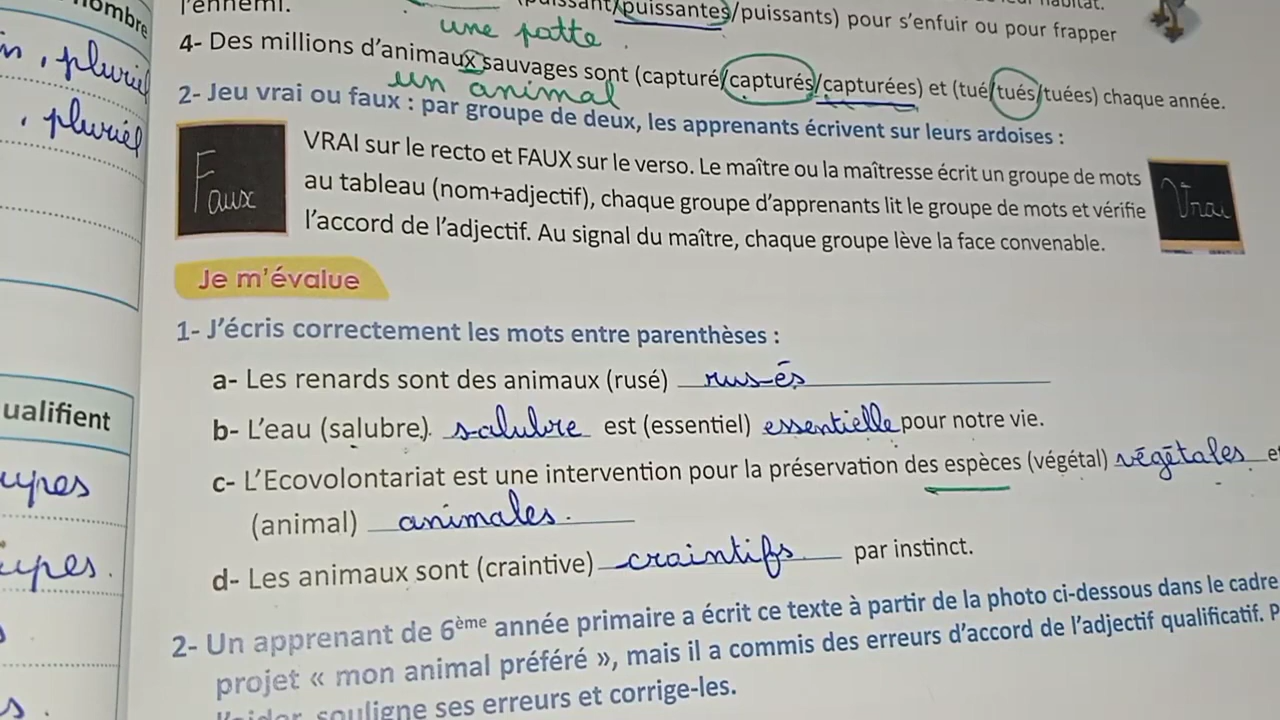 nombre
l'ennemi.
(puissant/puissantes/puissants) pour s'enfuir ou pour frapper
une patte.
4- Des millions d'animaux sauvages sont (capturé/capturés/capturées) et (tué/tués/tuées) chaque année.
un animal
2- Jeu vrai ou faux : par groupe de deux, les apprenants écrivent sur leurs ardoises :
VRAI sur le recto et FAUX sur le verso. Le maître ou la maîtresse écrit un groupe de mots
au tableau (nom+adjectif), chaque groupe d'apprenants lit le groupe de mots et vérifie
l'accord de l'adjectif. Au signal du maître, chaque groupe lève la face convenable.
Faux
Vrai
Je m'évalue
1- J'écris correctement les mots entre parenthèses :
a- Les renards sont des animaux (rusé) rusés
b- L'eau (salubre). salubre est (essentiel) essentielle pour notre vie.
c- L'Ecovolontariat est une intervention pour la préservation des espèces (végétal) végétales et
(animal) animales.
d- Les animaux sont (craintive) craintifs par instinct.
2- Un apprenant de 6ème année primaire a écrit ce texte à partir de la photo ci-dessous dans le cadre
projet « mon animal préféré », mais il a commis des erreurs d'accord de l'adjectif qualificatif.
l'aider, souligne ses erreurs et corrige-les.
, pluriel
, pluriel
ualifient